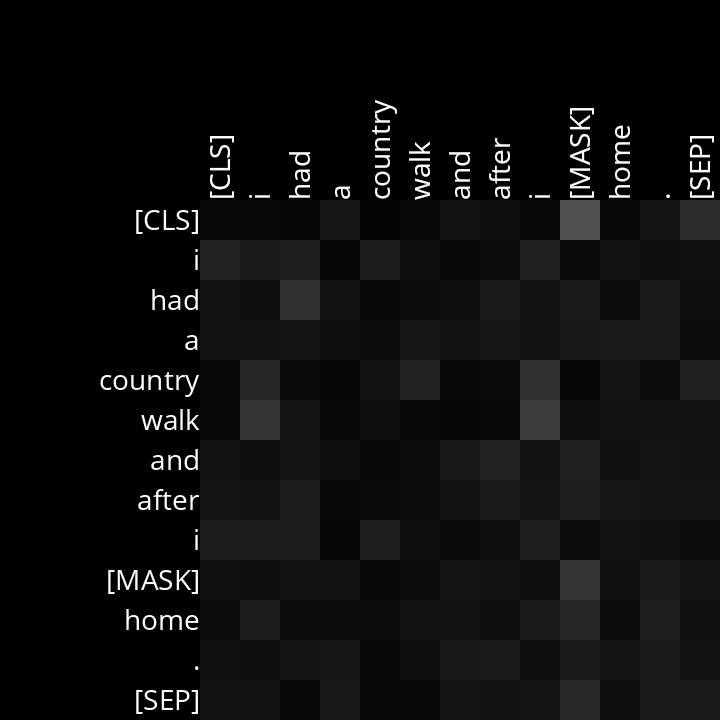 [CLS] i had a country walk and after i [MASK] home . [SEP]
[CLS]
i
had
a
country
walk
and
after
i
[MASK]
home
.
[SEP]